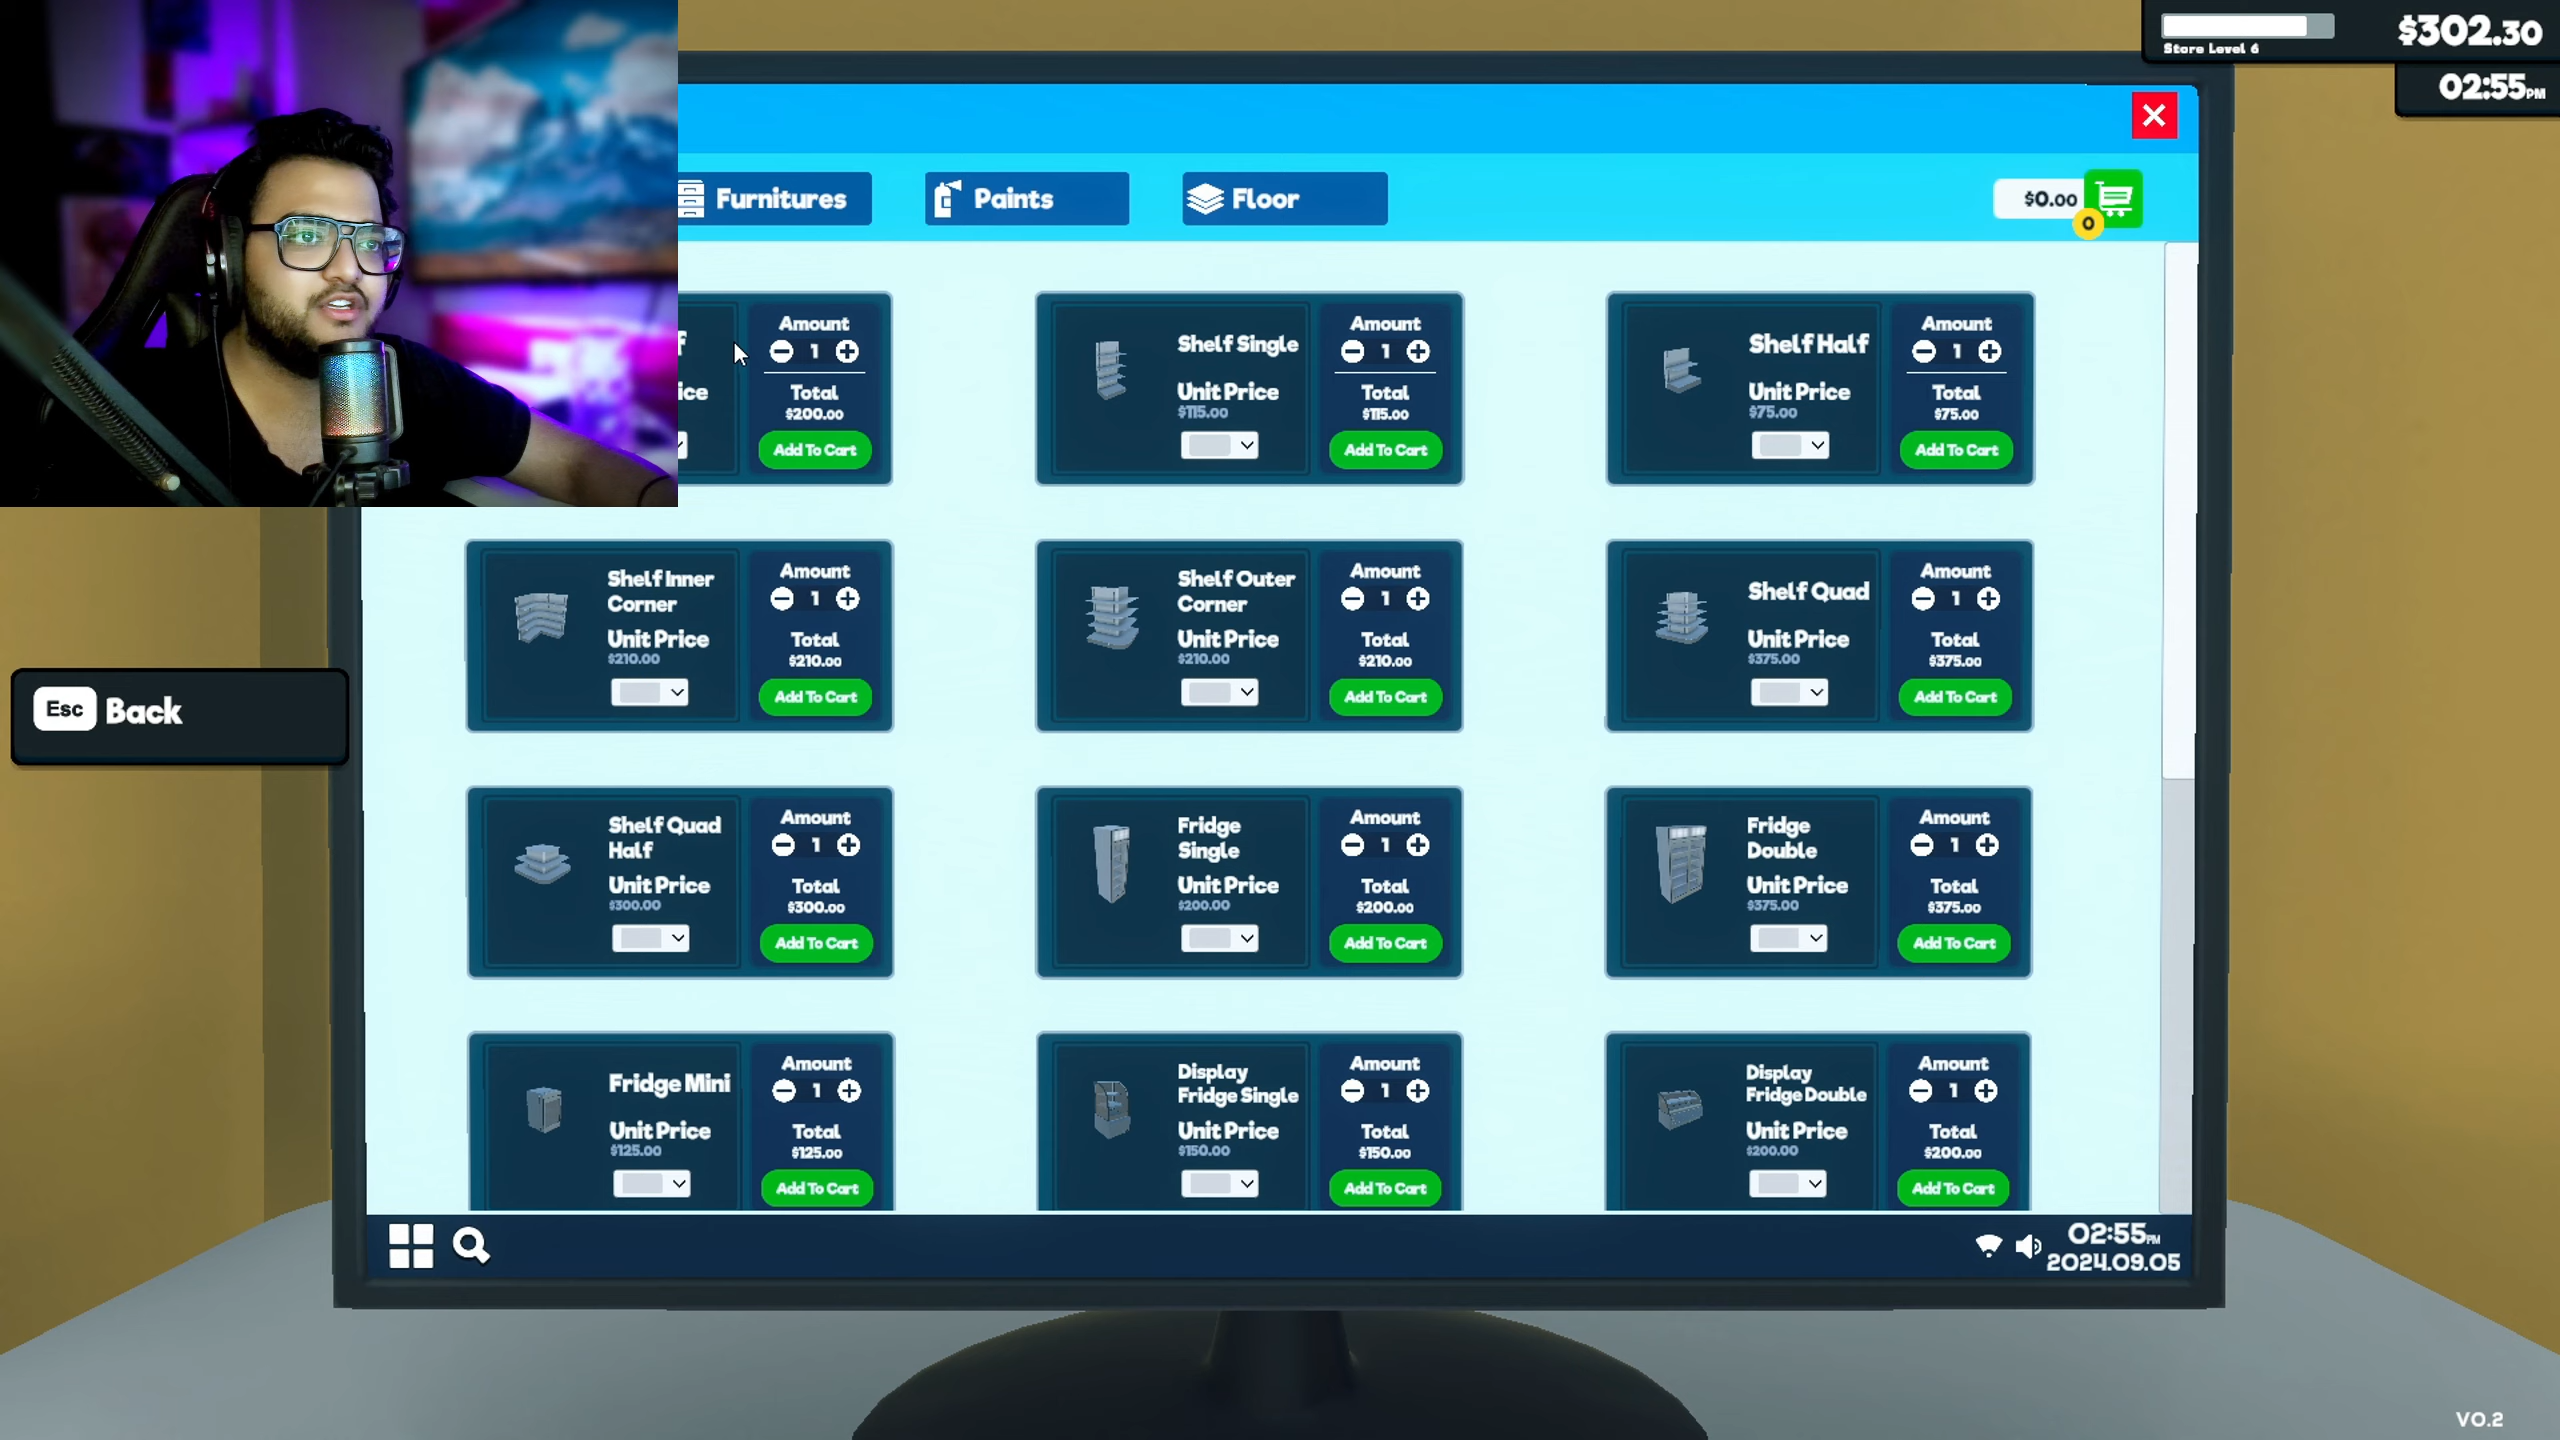 $302.30
Store Level 6
02:55PM
Furnitures
Paints
Floor
$0.00
0
Amount
1
Total
$200.00
Add To Cart
Shelf Single
Unit Price
$115.00
Amount
1
Total
$115.00
Add To Cart
Shelf Half
Unit Price
$75.00
Amount
1
Total
$75.00
Add To Cart
Shelf Inner
Corner
Unit Price
$210.00
Amount
1
Total
$210.00
Add To Cart
Shelf Outer
Corner
Unit Price
$210.00
Amount
1
Total
$210.00
Add To Cart
Shelf Quad
Unit Price
$375.00
Amount
1
Total
$375.00
Add To Cart
Esc Back
Shelf Quad
Half
Unit Price
$300.00
Amount
1
Total
$300.00
Add To Cart
Fridge
Single
Unit Price
$200.00
Amount
1
Total
$200.00
Add To Cart
Fridge
Double
Unit Price
$375.00
Amount
1
Total
$375.00
Add To Cart
Fridge Mini
Unit Price
$125.00
Amount
1
Total
$125.00
Add To Cart
Display
Fridge Single
Unit Price
$150.00
Amount
1
Total
$150.00
Add To Cart
Display
Fridge Double
Unit Price
$200.00
Amount
1
Total
$200.00
Add To Cart
02:55PM
2024.09.05
V0.2